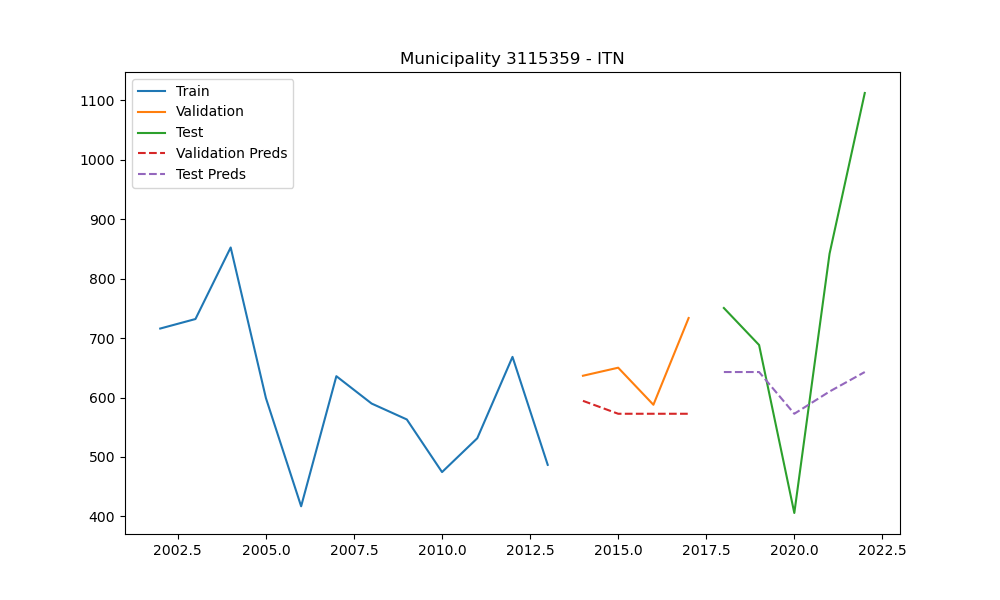 Municipality 3115359 - ITN
Train
Validation
Test
Validation Preds
Test Preds
1100
1000
900
800
700
600
500
400
2002.5 2005.0 2007.5 2010.0 2012.5 2015.0 2017.5 2020.0 2022.5